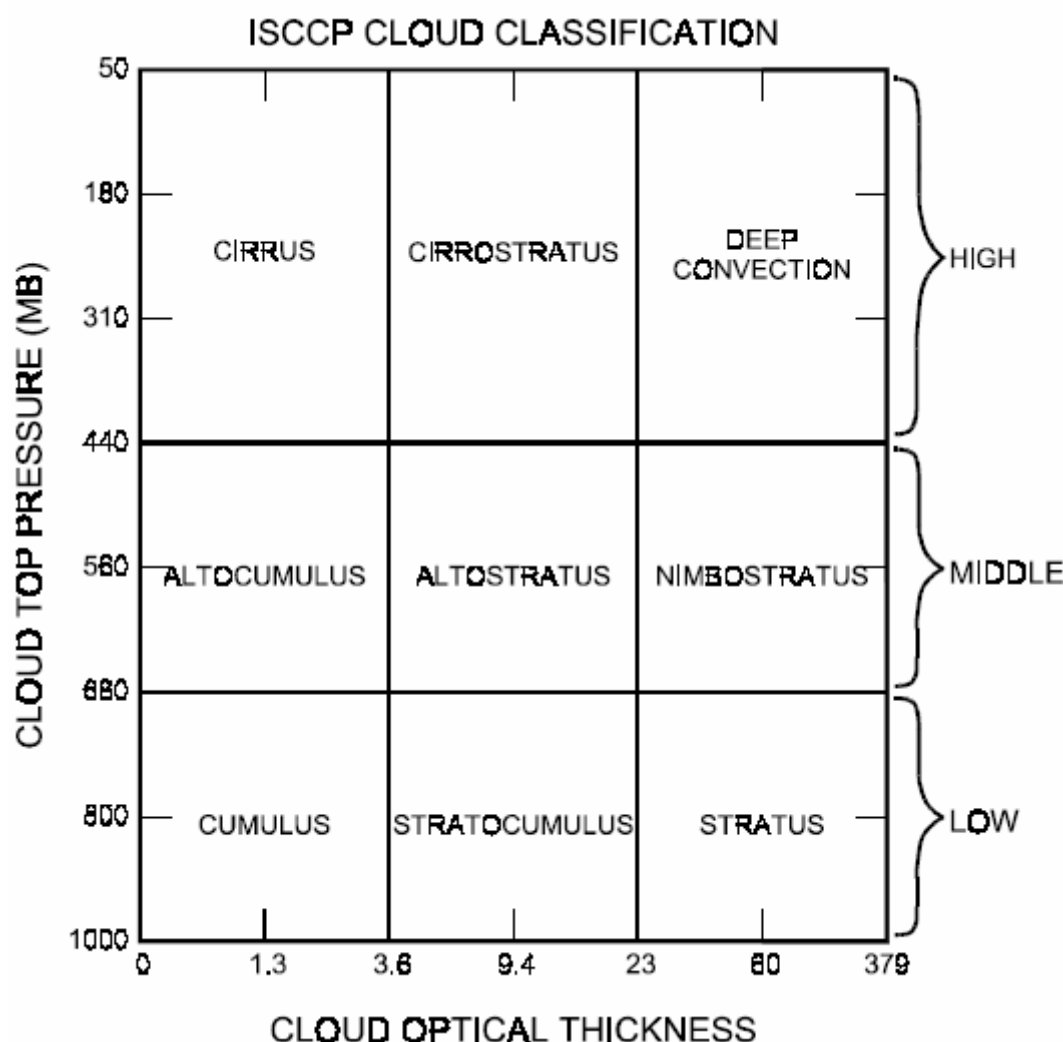 ISCCP CLOUD CLASSIFICATION
50
180
CIRRUS CIRROSTRATUS DEEP CONVECTION HIGH
310
440
560
ALTOCUMULUS ALTOSTRATUS NIMBOSTRATUS MIDDLE
680
800
CUMULUS STRATOCUMULUS STRATUS LOW
1000
0 1.3 3.6 9.4 23 60 379
CLOUD TOP PRESSURE (MB)
CLOUD OPTICAL THICKNESS